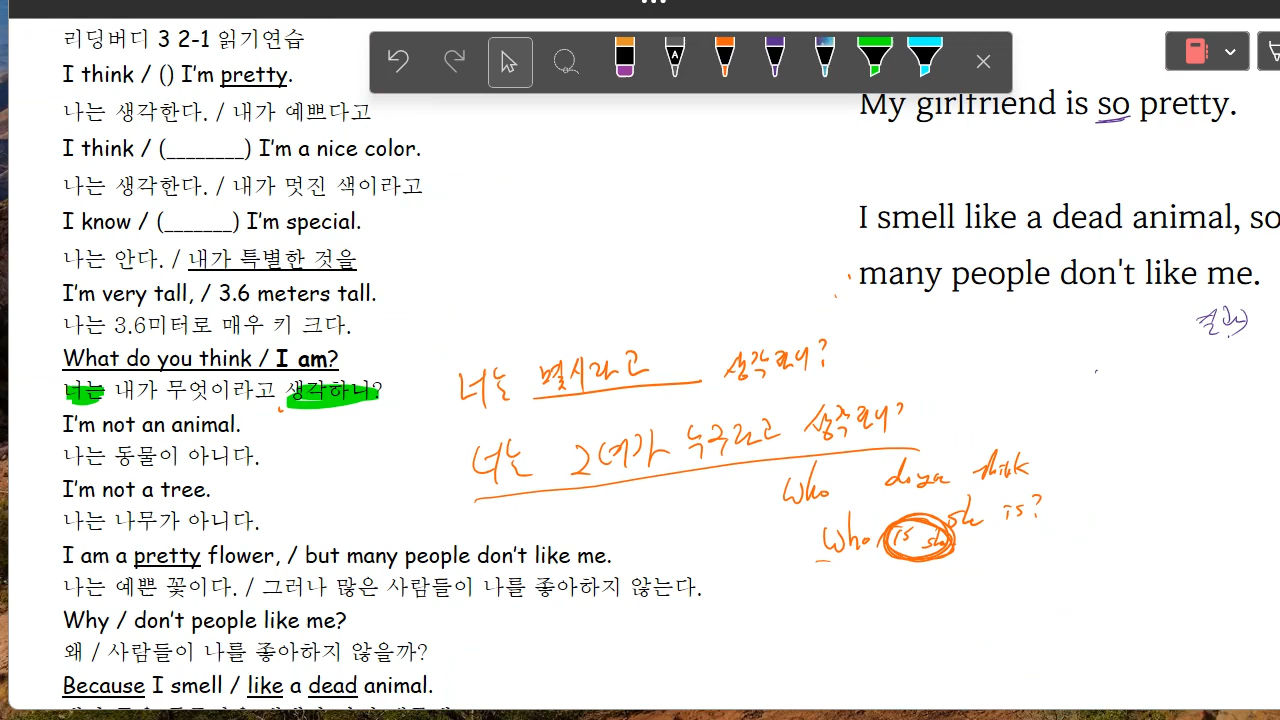 리딩버디 3 2-1 읽기연습
I think / () I'm pretty.
나는 생각한다. / 내가 예쁘다고
I think / (________) I'm a nice color.
나는 생각한다. / 내가 멋진 색이라고
I know / (_______) I'm special.
나는 안다. / 내가 특별한 것을
I'm very tall, / 3.6 meters tall.
나는 3.6미터로 매우 키 크다.
What do you think / I am?
너는 내가 무엇이라고 생각하니?
I'm not an animal.
나는 동물이 아니다.
I'm not a tree.
나는 나무가 아니다.
I am a pretty flower, / but many people don't like me.
나는 예쁜 꽃이다. / 그러나 많은 사람들이 나를 좋아하지 않는다.
Why / don't people like me?
왜 / 사람들이 나를 좋아하지 않을까?
Because I smell / like a dead animal.
A
My girlfriend is so pretty.
I smell like a dead animal, so
many people don't like me.
결과
너는 몇시라고 생각하니?
너는 그녀가 누구라고 생각하니?
Who do you think
she is?
Who is she